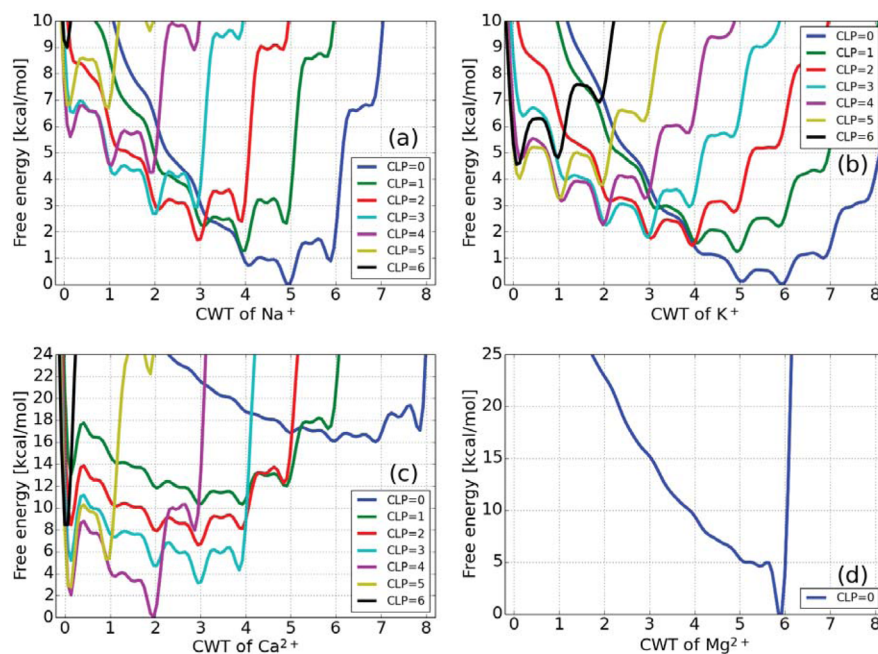 10
9
8
7
6
5
4
3
2
1
0
Free energy [kcal/mol]
(a)
CLP=0
CLP=1
CLP=2
CLP=3
CLP=4
CLP=5
CLP=6
0 1 2 3 4 5 6 7 8
CWT of Na⁺
10
9
8
7
6
5
4
3
2
1
0
Free energy [kcal/mol]
CLP=0
CLP=1
CLP=2
CLP=3
CLP=4
CLP=5
CLP=6
(b)
0 1 2 3 4 5 6 7 8
CWT of K⁺
24
22
20
18
16
14
12
10
8
6
4
2
0
Free energy [kcal/mol]
(c)
CLP=0
CLP=1
CLP=2
CLP=3
CLP=4
CLP=5
CLP=6
0 1 2 3 4 5 6 7 8
CWT of Ca²⁺
25
20
15
10
5
0
Free energy [kcal/mol]
(d)
CLP=0
0 1 2 3 4 5 6 7 8
CWT of Mg²⁺